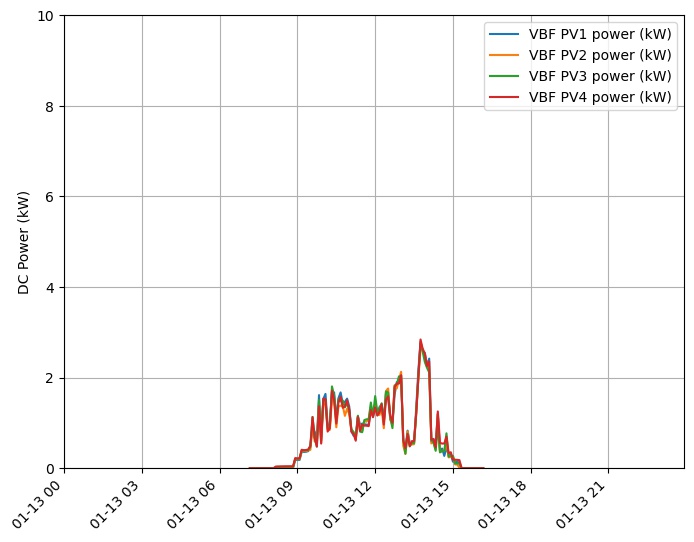 10
8
6
4
2
0
DC Power (kW)
VBF PV1 power (kW)
VBF PV2 power (kW)
VBF PV3 power (kW)
VBF PV4 power (kW)
01-13 00
01-13 03
01-13 06
01-13 09
01-13 12
01-13 15
01-13 18
01-13 21